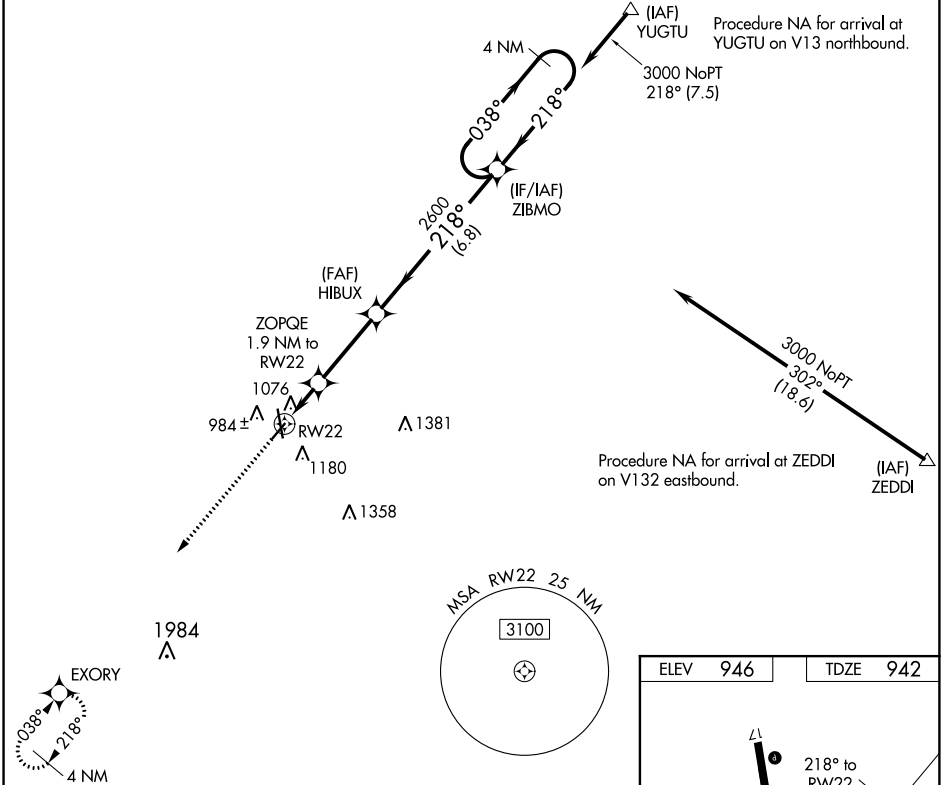 (IAF)
YUGTU
Procedure NA for arrival at
YUGTU on V13 northbound.
4 NM
3000 NoPT
218° (7.5)
038°
218°
(IF/IAF)
ZIBMO
2600
218°
(6.8)
(FAF)
HIBUX
ZOPQE
1.9 NM to
RW22
1076
984±
RW22
1381
1180
1358
3000 NoPT
302°
(18.6)
Procedure NA for arrival at ZEDDI
on V132 eastbound.
(IAF)
ZEDDI
MSA RW22 25 NM
3100
1984
EXORY
038°
218°
4 NM
ELEV 946
TDZE 942
17
P
218° to
RW22